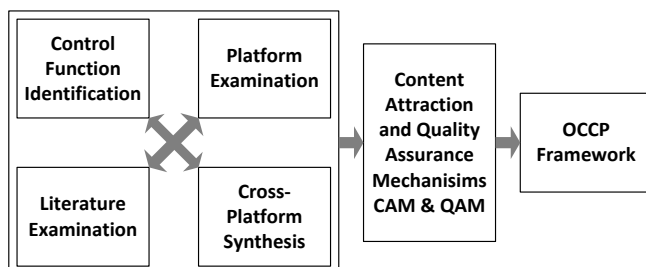 Control
Function
Identification
Platform
Examination
Literature
Examination
Cross-
Platform
Synthesis
Content
Attraction
and Quality
Assurance
Mechanisims
CAM & QAM
OCCP
Framework